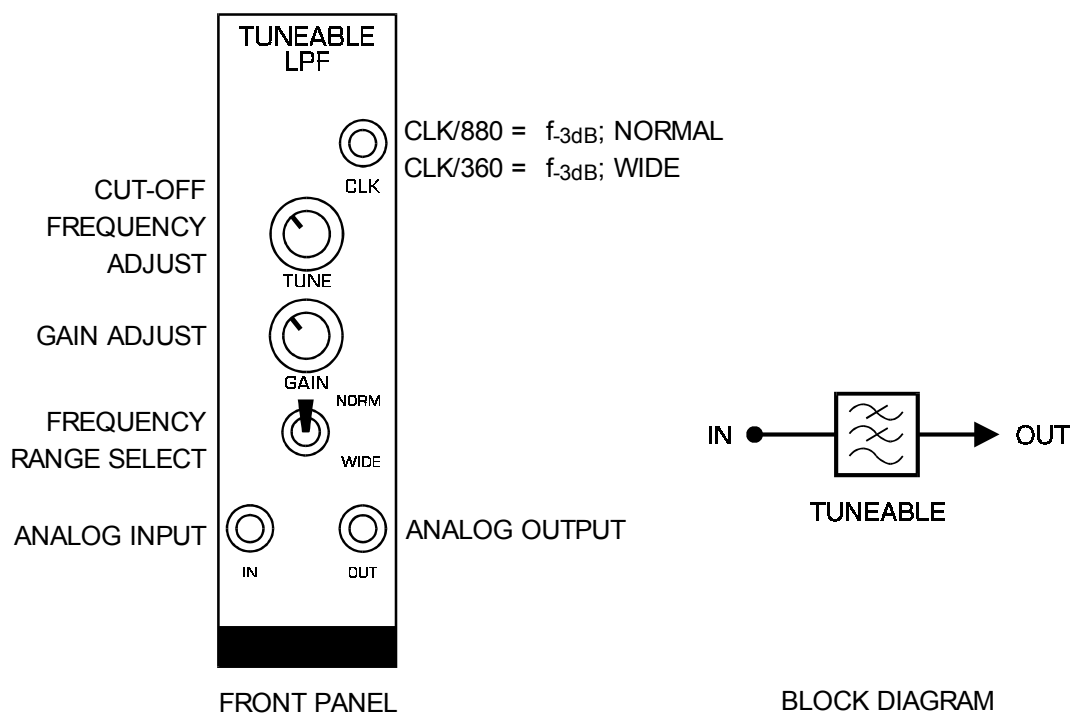 TUNEABLE
LPF
CLK/880 = f-3dB; NORMAL
CLK/360 = f-3dB; WIDE
CLK
CUT-OFF
FREQUENCY
ADJUST
TUNE
GAIN ADJUST
GAIN
NORM
FREQUENCY
RANGE SELECT
WIDE
ANALOG INPUT
ANALOG OUTPUT
IN
OUT
FRONT PANEL
IN
OUT
TUNEABLE
BLOCK DIAGRAM